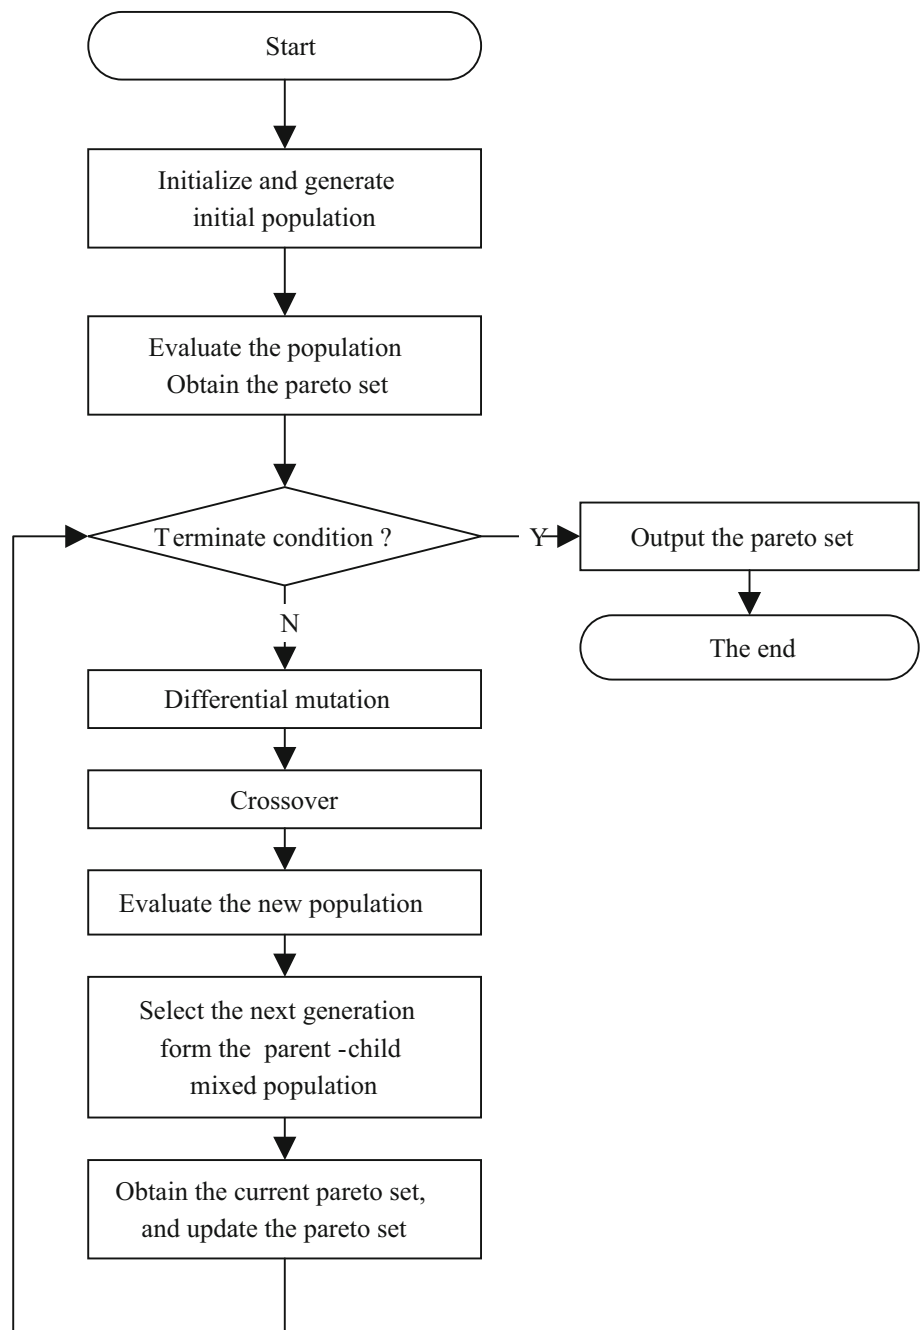 Start
Initialize and generate
initial population
Evaluate the population
Obtain the pareto set
Terminate condition ?
Y
Output the pareto set
The end
N
Differential mutation
Crossover
Evaluate the new population
Select the next generation
form the parent -child
mixed population
Obtain the current pareto set,
and update the pareto set